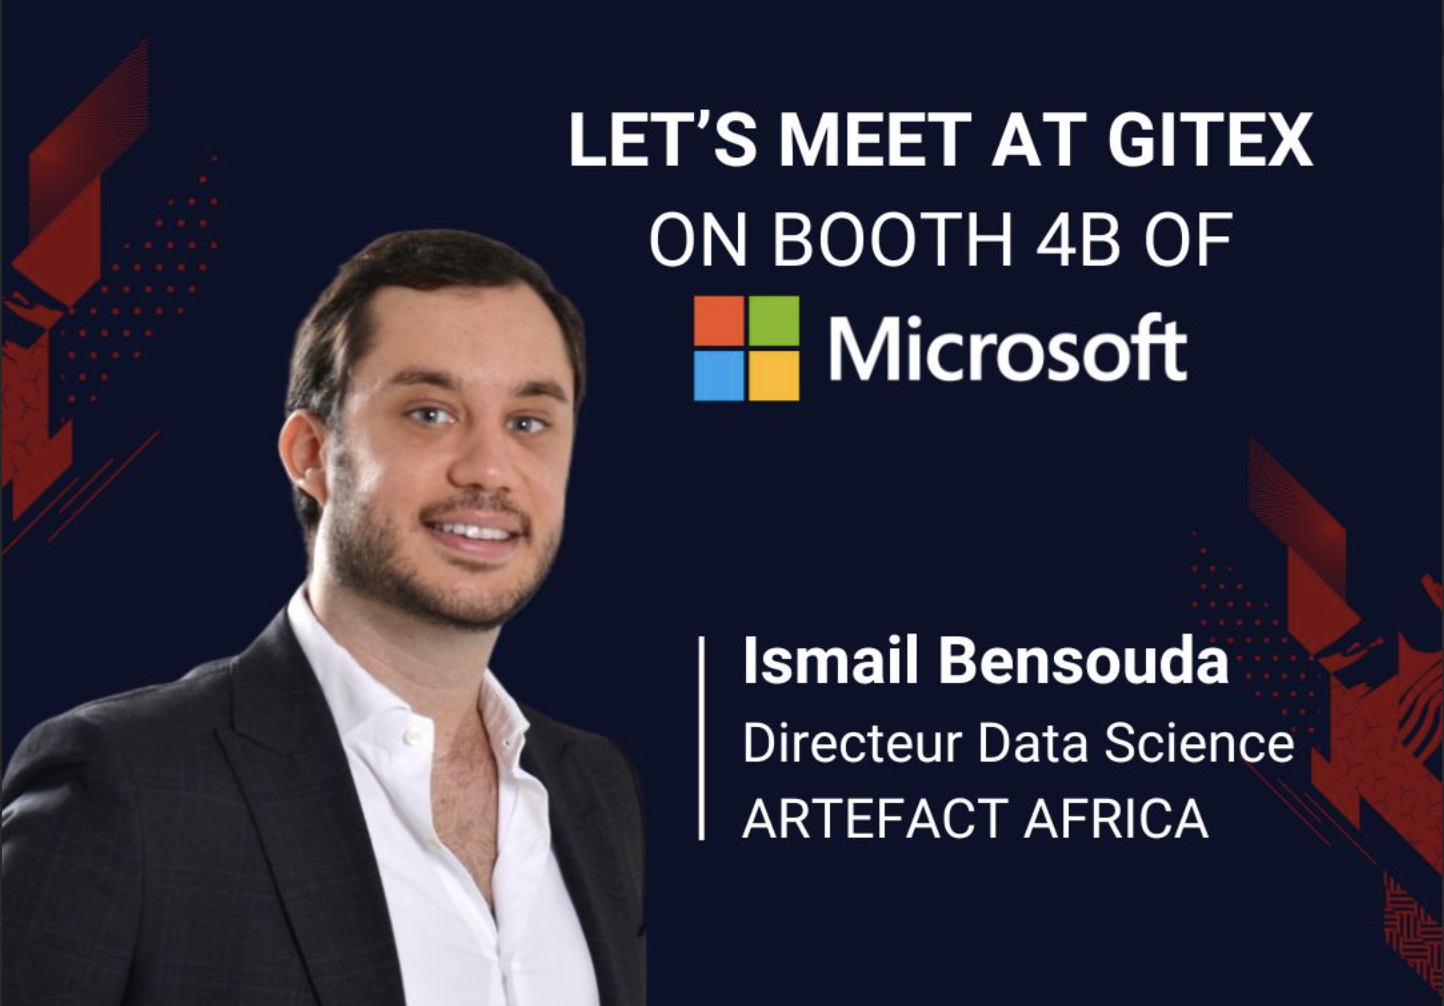 LET’S MEET AT GITEX
ON BOOTH 4B OF
Microsoft
Ismail Bensouda
Directeur Data Science
ARTEFACT AFRICA